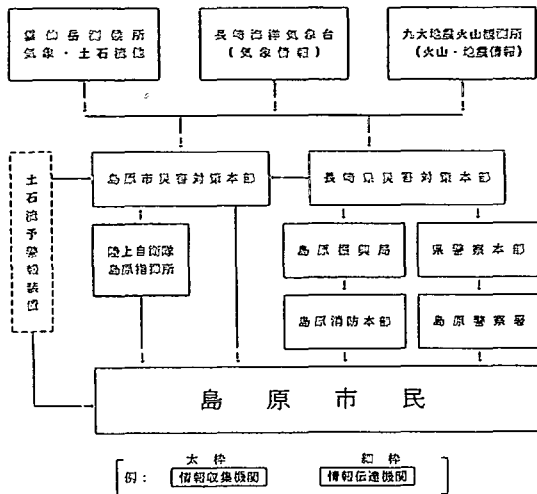 雲仙岳測候所
気象・土石流他
長崎海洋気象台
(気象情報)
九大地震火山観測所
(火山・地震情報)
土石流予警報装置
島原市災害対策本部
長崎県災害対策本部
陸上自衛隊
島原指揮所
島原振興局
県警察本部
島原消防本部
島原警察署
島原市民
太枠
細枠
例:
情報収集機関
情報伝達機関